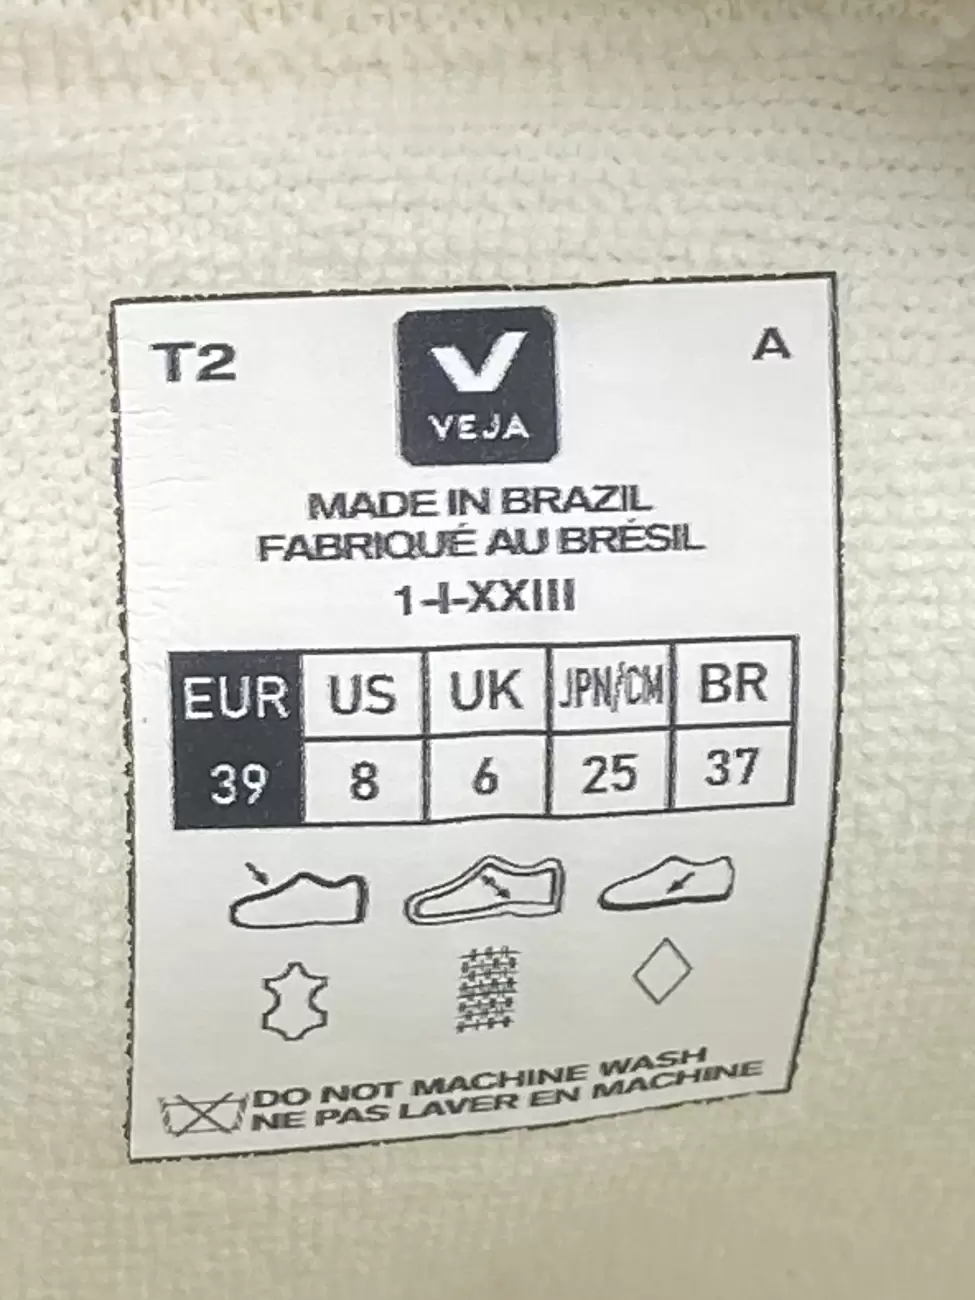 T2
A
VEJA
MADE IN BRAZIL
FABRIQUÉ AU BRÉSIL
1-I-XXIII
EUR US UK JPN/CM BR
39 8 6 25 37
DO NOT MACHINE WASH
NE PAS LAVER EN MACHINE